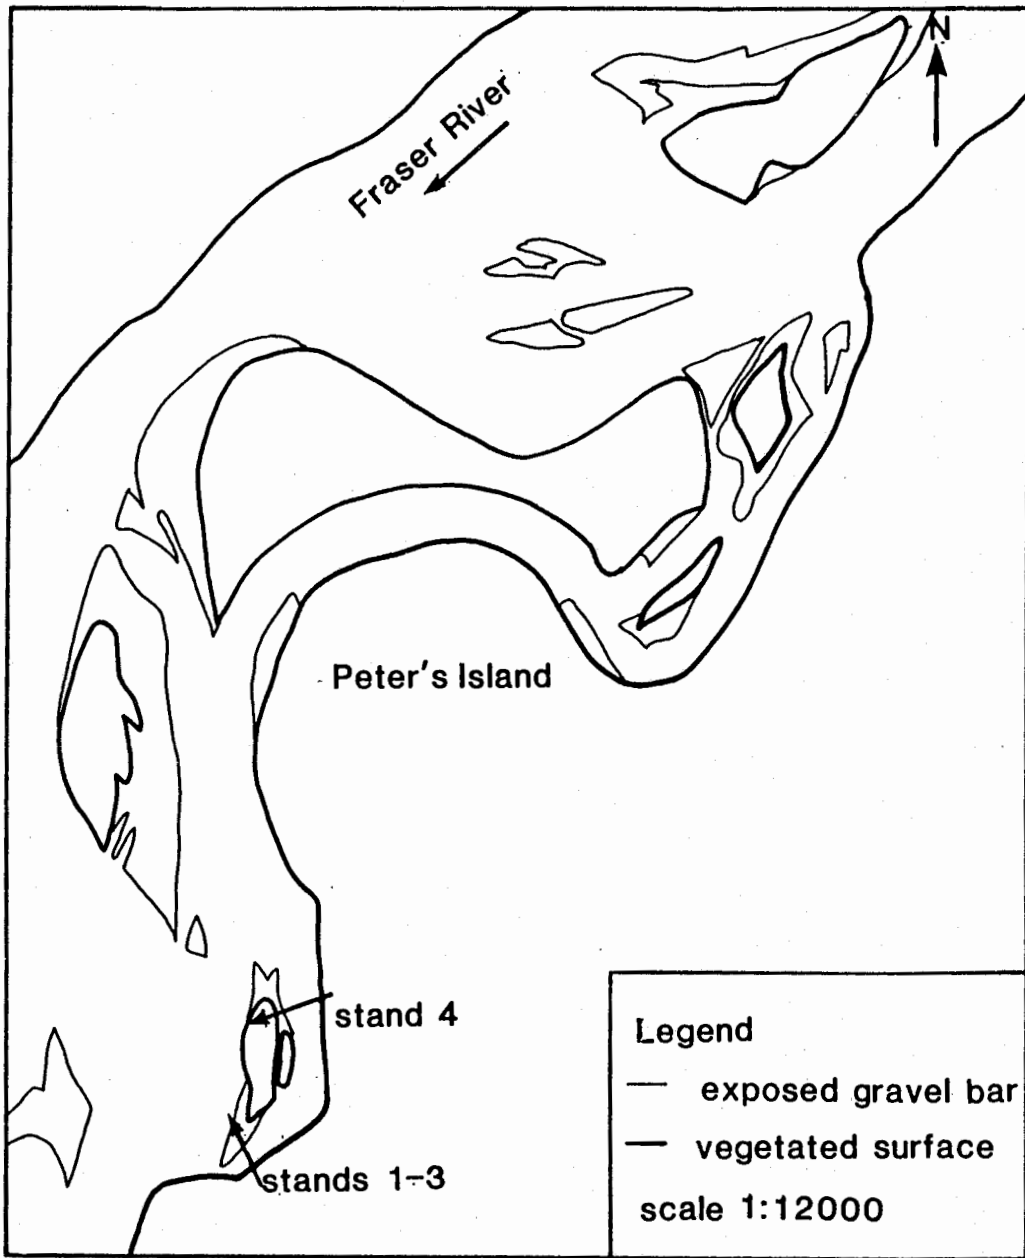 N
Fraser River
Peter's Island
stand 4
stands 1-3
Legend
exposed gravel bar
vegetated surface
scale 1:12000